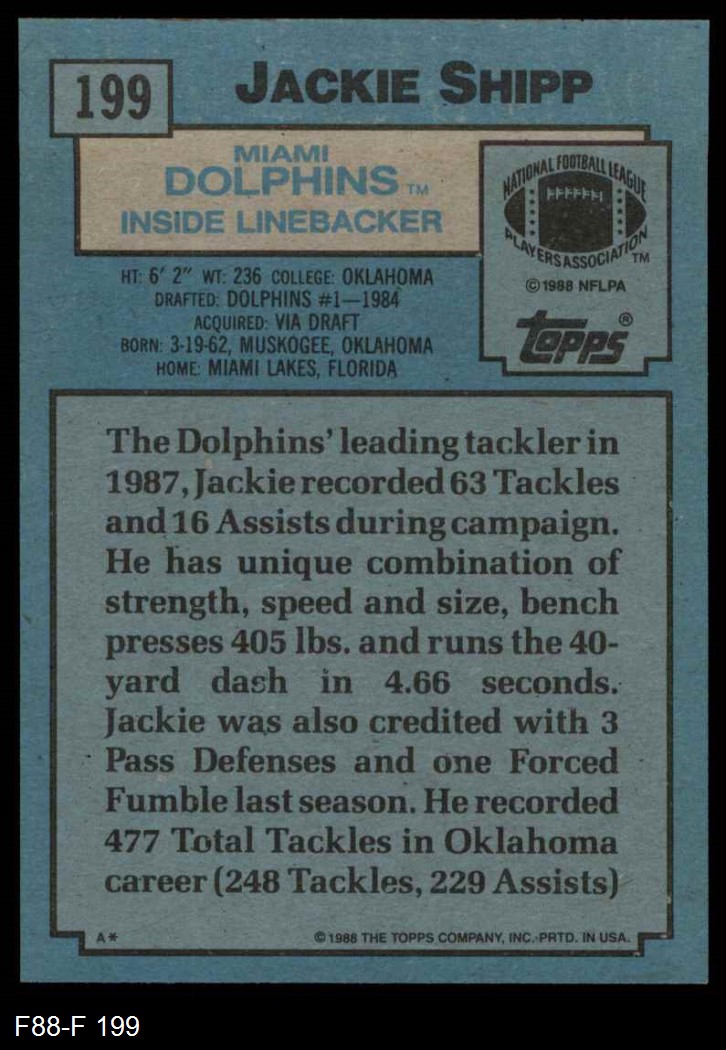 199
JACKIE SHIPP
MIAMI
DOLPHINS TM
INSIDE LINEBACKER
NATIONAL FOOTBALL LEAGUE
PLAYERS ASSOCIATION TM
©1988 NFLPA
topps®
HT: 6' 2" WT: 236 COLLEGE: OKLAHOMA
DRAFTED: DOLPHINS #1—1984
ACQUIRED: VIA DRAFT
BORN: 3-19-62, MUSKOGEE, OKLAHOMA
HOME: MIAMI LAKES, FLORIDA
The Dolphins' leading tackler in
1987, Jackie recorded 63 Tackles
and 16 Assists during campaign.
He has unique combination of
strength, speed and size, bench
presses 405 lbs. and runs the 40-
yard dash in 4.66 seconds.
Jackie was also credited with 3
Pass Defenses and one Forced
Fumble last season. He recorded
477 Total Tackles in Oklahoma
career (248 Tackles, 229 Assists)
A*
©1988 THE TOPPS COMPANY, INC. PRTD. IN USA.
F88-F 199